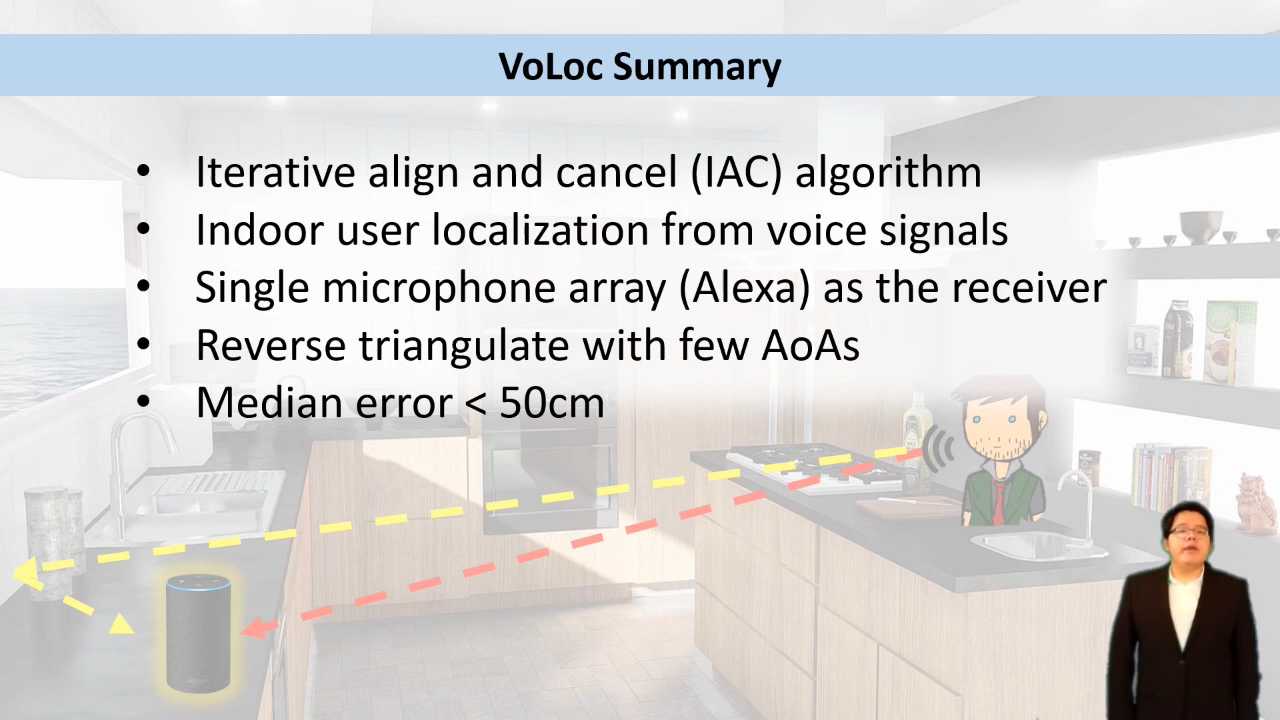 VoLoc Summary
• Iterative align and cancel (IAC) algorithm
• Indoor user localization from voice signals
• Single microphone array (Alexa) as the receiver
• Reverse triangulate with few AoAs
• Median error < 50cm